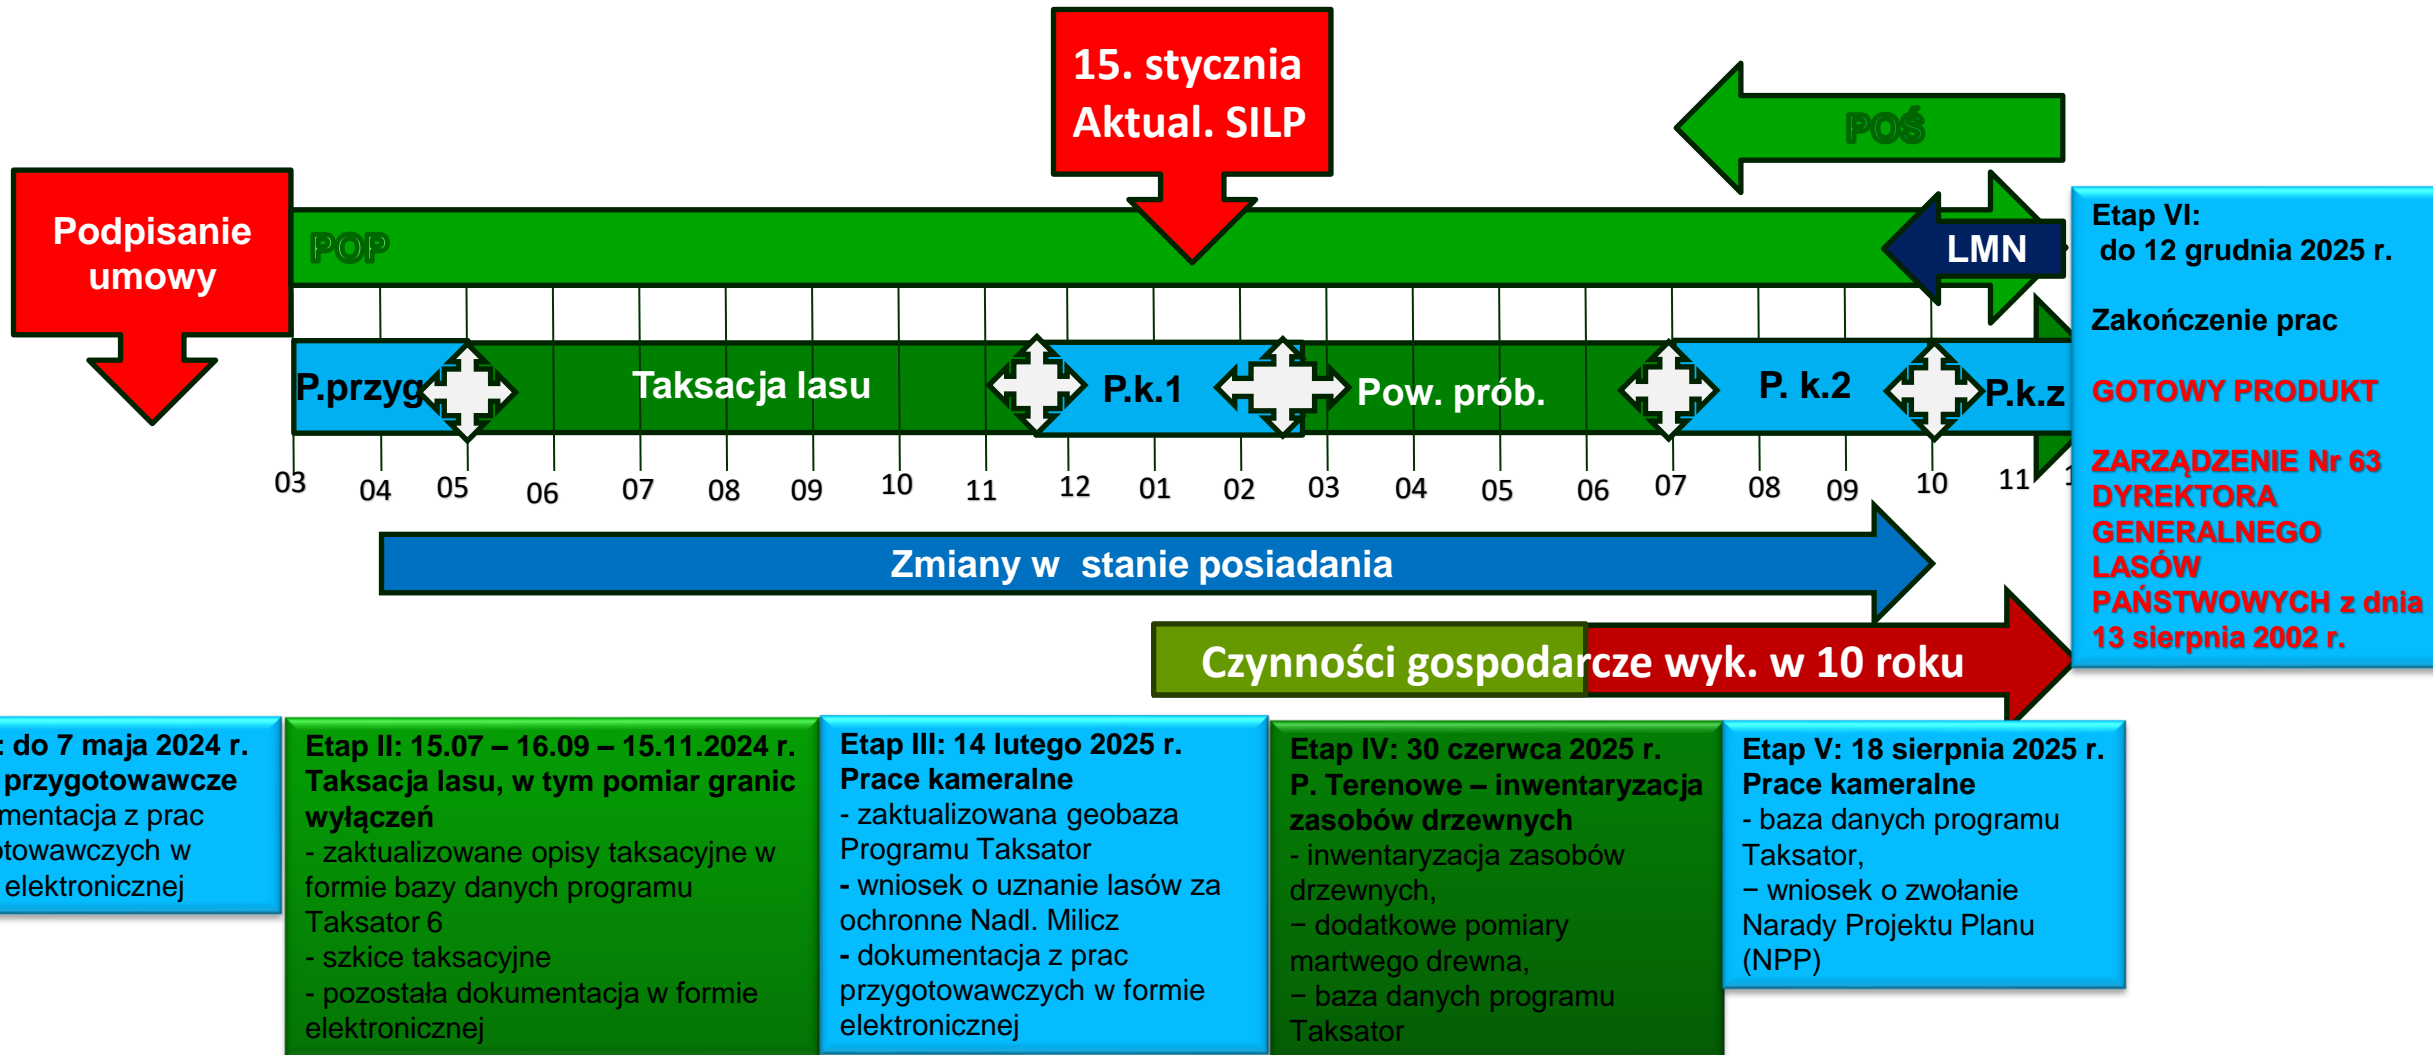 15. stycznia
Aktual. SILP
POŚ
Podpisanie
umowy
POP
LMN
P.przyg
Taksacja lasu
P.k.1
Pow. prób.
P. k.2
P.k.z
03 04 05 06 07 08 09 10 11 12 01 02 03 04 05 06 07 08 09 10 11
Zmiany w stanie posiadania
Czynności gospodarcze wyk. w 10 roku
Etap VI:
do 12 grudnia 2025 r.
Zakończenie prac
GOTOWY PRODUKT
ZARZĄDZENIE Nr 63
DYREKTORA
GENERALNEGO
LASÓW
PAŃSTWOWYCH z dnia
13 sierpnia 2002 r.
: do 7 maja 2024 r.
przygotowawcze
mentacja z prac
otowawczych w
elektronicznej
Etap II: 15.07 – 16.09 – 15.11.2024 r.
Taksacja lasu, w tym pomiar granic
wyłączeń
- zaktualizowane opisy taksacyjne w
formie bazy danych programu
Taksator 6
- szkice taksacyjne
- pozostała dokumentacja w formie
elektronicznej
Etap III: 14 lutego 2025 r.
Prace kameralne
- zaktualizowana geobaza
Programu Taksator
- wniosek o uznanie lasów za
ochronne Nadl. Milicz
- dokumentacja z prac
przygotowawczych w formie
elektronicznej
Etap IV: 30 czerwca 2025 r.
P. Terenowe – inwentaryzacja
zasobów drzewnych
- inwentaryzacja zasobów
drzewnych,
− dodatkowe pomiary
martwego drewna,
− baza danych programu
Taksator
Etap V: 18 sierpnia 2025 r.
Prace kameralne
- baza danych programu
Taksator,
− wniosek o zwołanie
Narady Projektu Planu
(NPP)